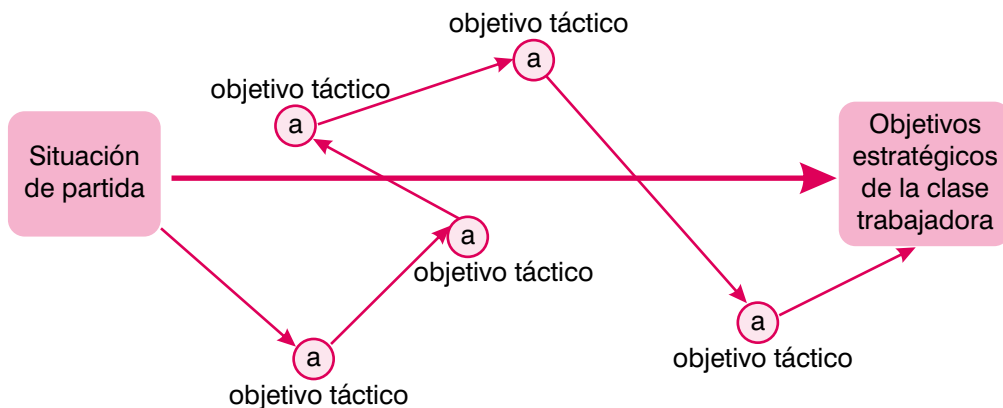 objetivo táctico
a
objetivo táctico
a
Situación
de partida
Objetivos
estratégicos
de la clase
trabajadora
a
objetivo táctico
a
objetivo táctico
a
objetivo táctico